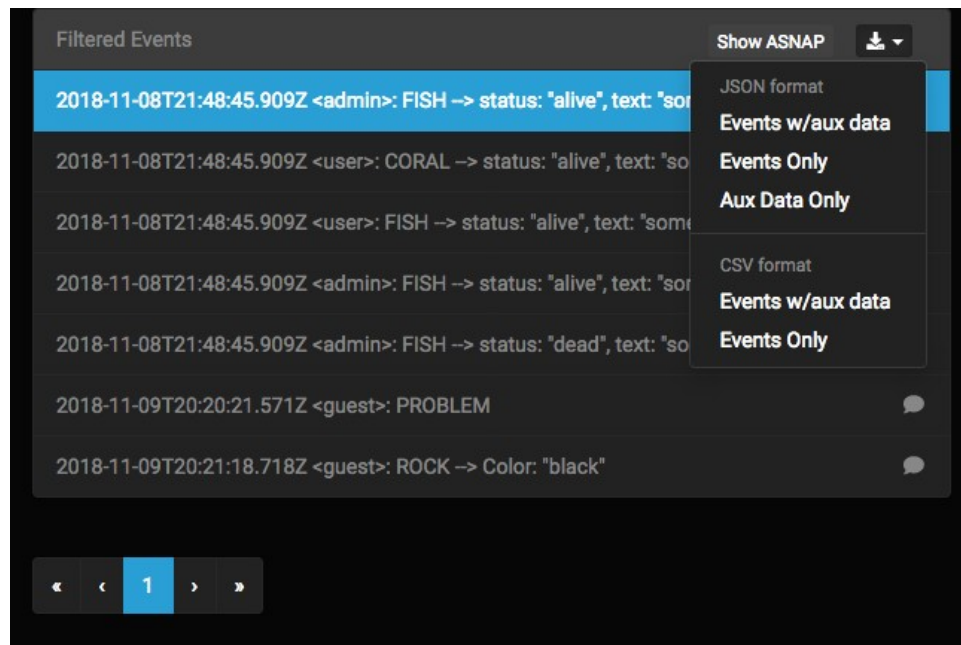 Filtered Events
Show ASNAP
JSON format
Events w/aux data
Events Only
Aux Data Only
CSV format
Events w/aux data
Events Only
2018-11-08T21:48:45.909Z <admin>: FISH --> status: "alive", text: "sor
2018-11-08T21:48:45.909Z <user>: CORAL --> status: "alive", text: "so
2018-11-08T21:48:45.909Z <user>: FISH --> status: "alive", text: "some
2018-11-08T21:48:45.909Z <admin>: FISH --> status: "alive", text: "sor
2018-11-08T21:48:45.909Z <admin>: FISH --> status: "dead", text: "so
2018-11-09T20:20:21.571Z <guest>: PROBLEM
2018-11-09T20:21:18.718Z <guest>: ROCK --> Color: "black"
« ‹ 1 › »